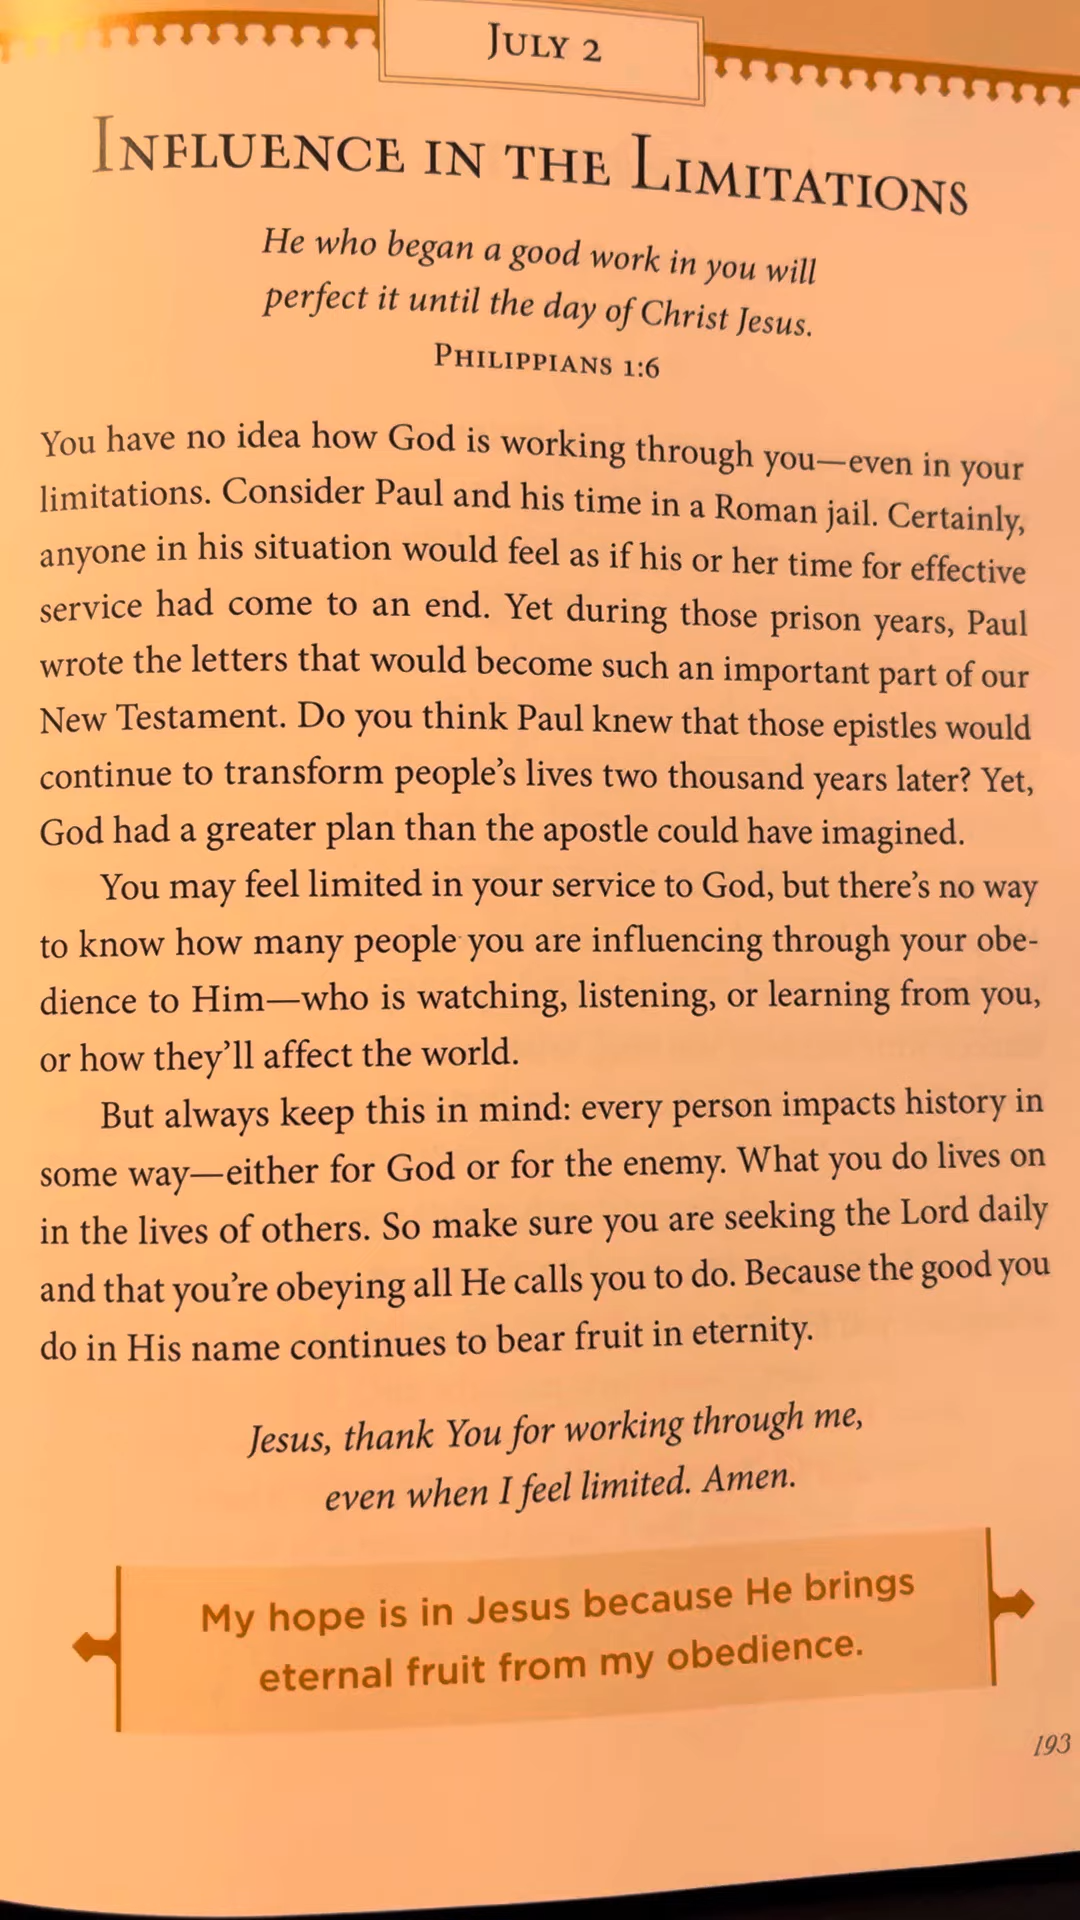 July 2
Influence in the Limitations
He who began a good work in you will
perfect it until the day of Christ Jesus.
Philippians 1:6
You have no idea how God is working through you—even in your
limitations. Consider Paul and his time in a Roman jail. Certainly,
anyone in his situation would feel as if his or her time for effective
service had come to an end. Yet during those prison years, Paul
wrote the letters that would become such an important part of our
New Testament. Do you think Paul knew that those epistles would
continue to transform people’s lives two thousand years later? Yet,
God had a greater plan than the apostle could have imagined.
You may feel limited in your service to God, but there’s no way
to know how many people you are influencing through your obe-
dience to Him—who is watching, listening, or learning from you,
or how they’ll affect the world.
But always keep this in mind: every person impacts history in
some way—either for God or for the enemy. What you do lives on
in the lives of others. So make sure you are seeking the Lord daily
and that you’re obeying all He calls you to do. Because the good you
do in His name continues to bear fruit in eternity.
Jesus, thank You for working through me,
even when I feel limited. Amen.
My hope is in Jesus because He brings
eternal fruit from my obedience.
193